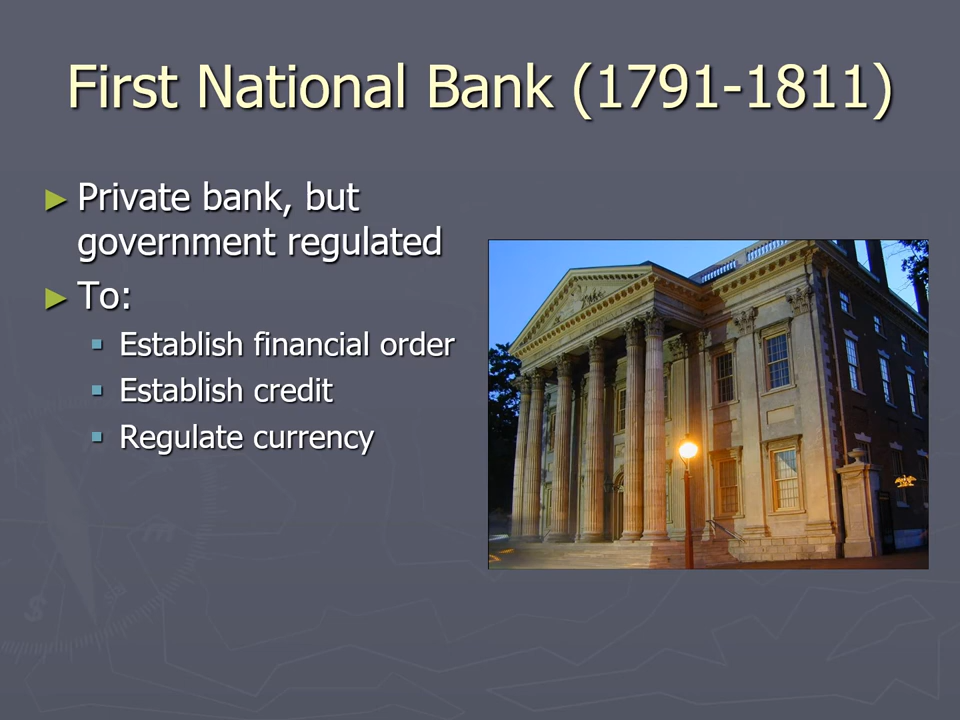 First National Bank (1791-1811)
► Private bank, but
government regulated
► To:
▪ Establish financial order
▪ Establish credit
▪ Regulate currency